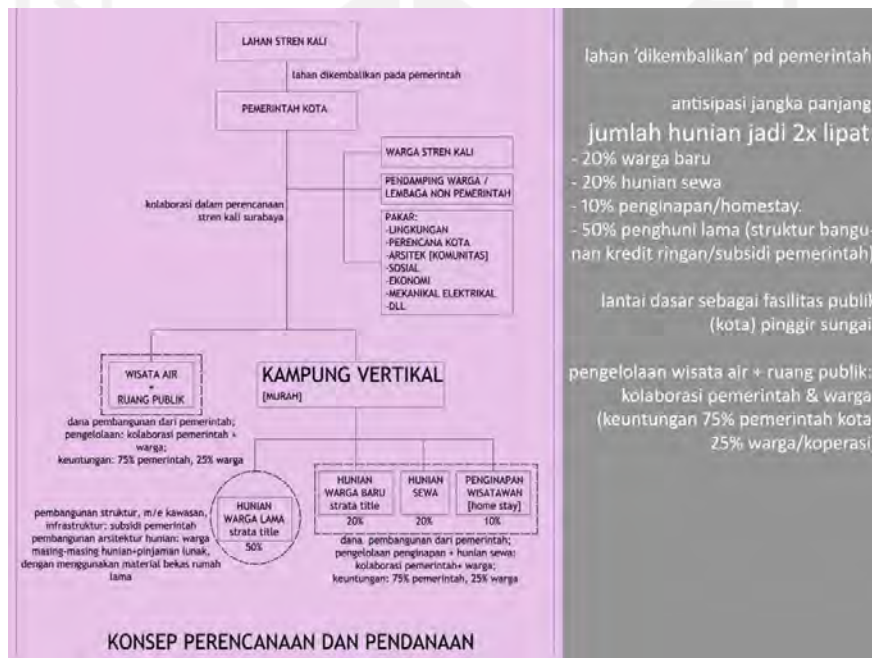 LAHAN STREN KALI
lahan dikembalikan pada pemerintah
PEMERINTAH KOTA
WARGA STREN KALI
PENDAMPING WARGA /
LEMBAGA NON PEMERINTAH
kolaborasi dalam perencanaan
stren kali surabaya
PAKAR:
-LINGKUNGAN
-PERENCANA KOTA
-ARSITEK [KOMUNITAS]
-SOSIAL
-EKONOMI
-MEKANIKAL ELEKTRIKAL
-DLL
WISATA AIR
+
RUANG PUBLIK
dana pembangunan dari pemerintah;
pengelolaan: kolaborasi pemerintah +
warga;
keuntungan: 75% pemerintah, 25% warga
KAMPUNG VERTIKAL
[MURAH]
pembangunan struktur, m/e kawasan,
infrastruktur: subsidi pemerintah
pembangunan arsitektur hunian: warga
masing-masing hunian+pinjaman lunak,
dengan menggunakan material bekas rumah
lama
HUNIAN
WARGA LAMA
strata title
50%
HUNIAN
WARGA BARU
strata title
20%
HUNIAN
SEWA
20%
PENGINAPAN
WISATAWAN
[home stay]
10%
dana pembangunan dari pemerintah;
pengelolaan penginapan + hunian sewa:
kolaborasi pemerintah+ warga;
keuntungan: 75% pemerintah, 25% warga
KONSEP PERENCANAAN DAN PENDANAAN
lahan 'dikembalikan' pd pemerintah
antisipasi jangka panjang
jumlah hunian jadi 2x lipat
- 20% warga baru
- 20% hunian sewa
- 10% penginapan/homestay.
- 50% penghuni lama (struktur bangu-
nan kredit ringan/subsidi pemerintah)
lantai dasar sebagai fasilitas publik
(kota) pinggir sungai
pengelolaan wisata air + ruang publik:
kolaborasi pemerintah & warga
(keuntungan 75% pemerintah kota
25% warga/koperasi